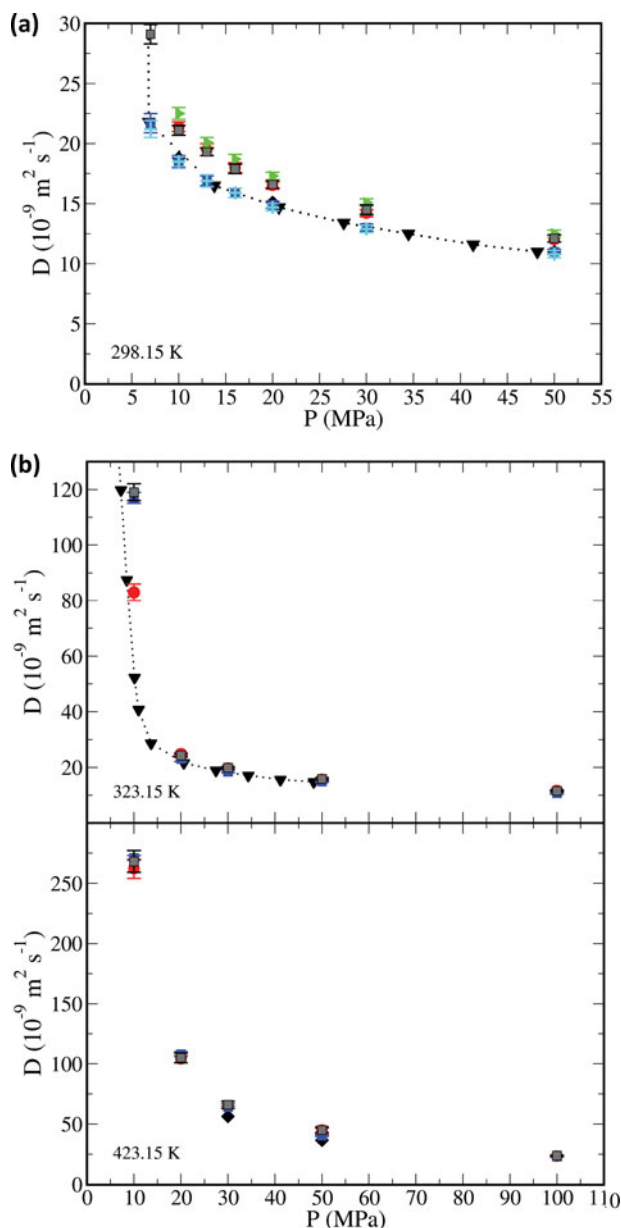 (a)
30
25
20
15
10
5
0
D (10⁻⁹ m² s⁻¹)
298.15 K
0 5 10 15 20 25 30 35 40 45 50 55
P (MPa)
(b)
120
100
80
60
40
20
D (10⁻⁹ m² s⁻¹)
323.15 K
250
200
150
100
50
0
D (10⁻⁹ m² s⁻¹)
423.15 K
0 10 20 30 40 50 60 70 80 90 100 110
P (MPa)